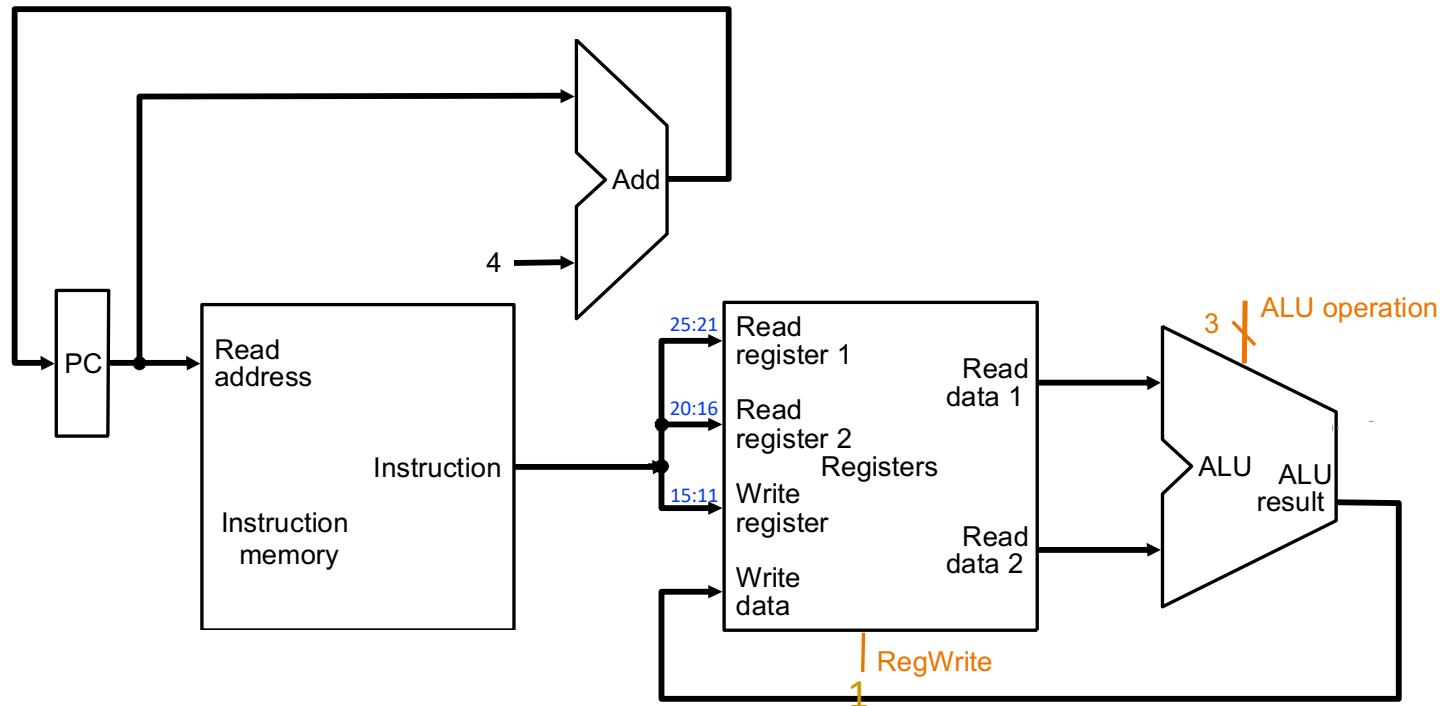 Add
4
PC
Read
address
Instruction
Instruction
memory
25:21
Read
register 1
20:16
Read
register 2
Registers
15:11
Write
register
Write
data
Read
data 1
Read
data 2
RegWrite
1
3
ALU operation
ALU
ALU
result